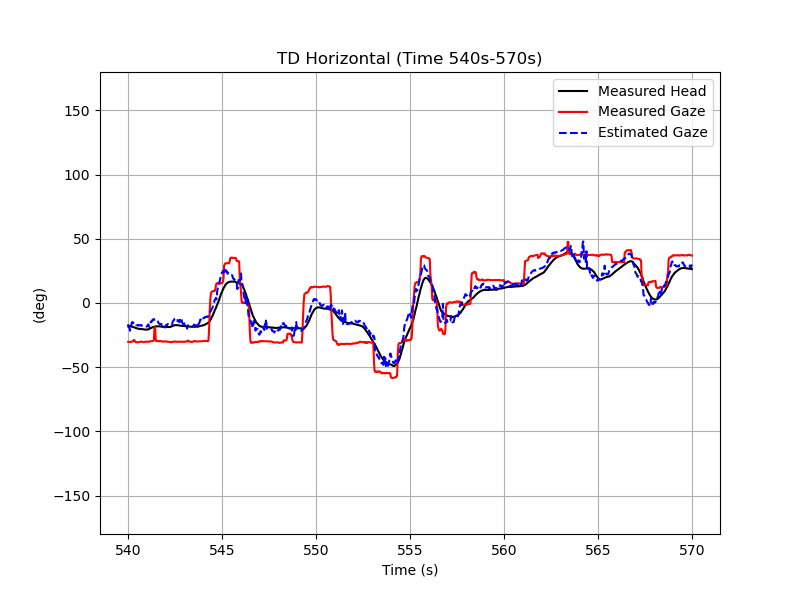 TD Horizontal (Time 540s-570s)
Measured Head
Measured Gaze
Estimated Gaze
150
100
50
0
−50
−100
−150
(deg)
540 545 550 555 560 565 570
Time (s)